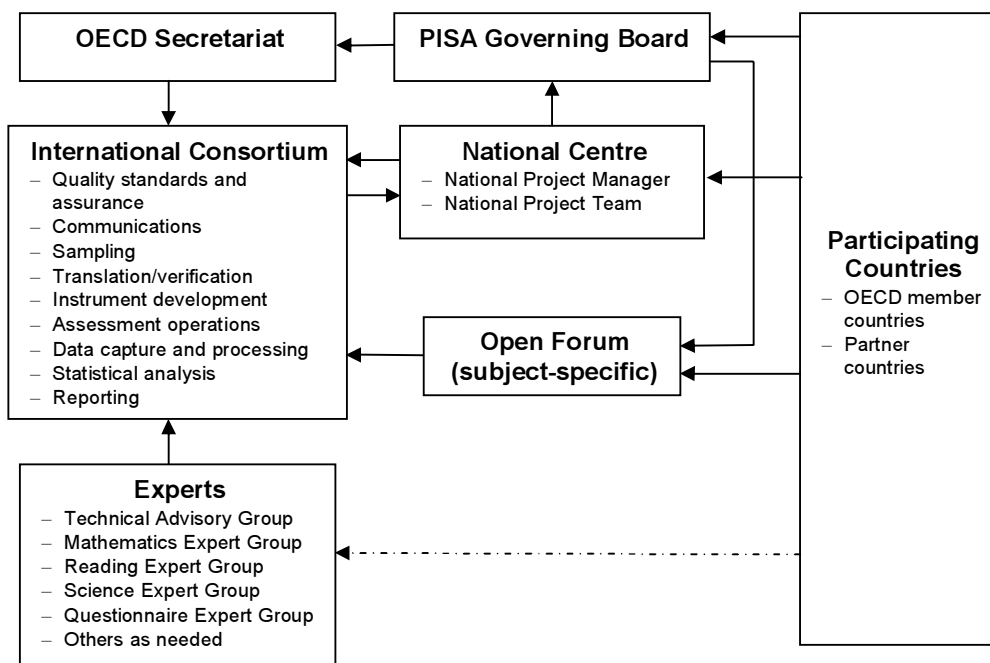 OECD Secretariat
PISA Governing Board
International Consortium
– Quality standards and
assurance
– Communications
– Sampling
– Translation/verification
– Instrument development
– Assessment operations
– Data capture and processing
– Statistical analysis
– Reporting
National Centre
– National Project Manager
– National Project Team
Open Forum
(subject-specific)
Participating
Countries
– OECD member
countries
– Partner
countries
Experts
– Technical Advisory Group
– Mathematics Expert Group
– Reading Expert Group
– Science Expert Group
– Questionnaire Expert Group
– Others as needed